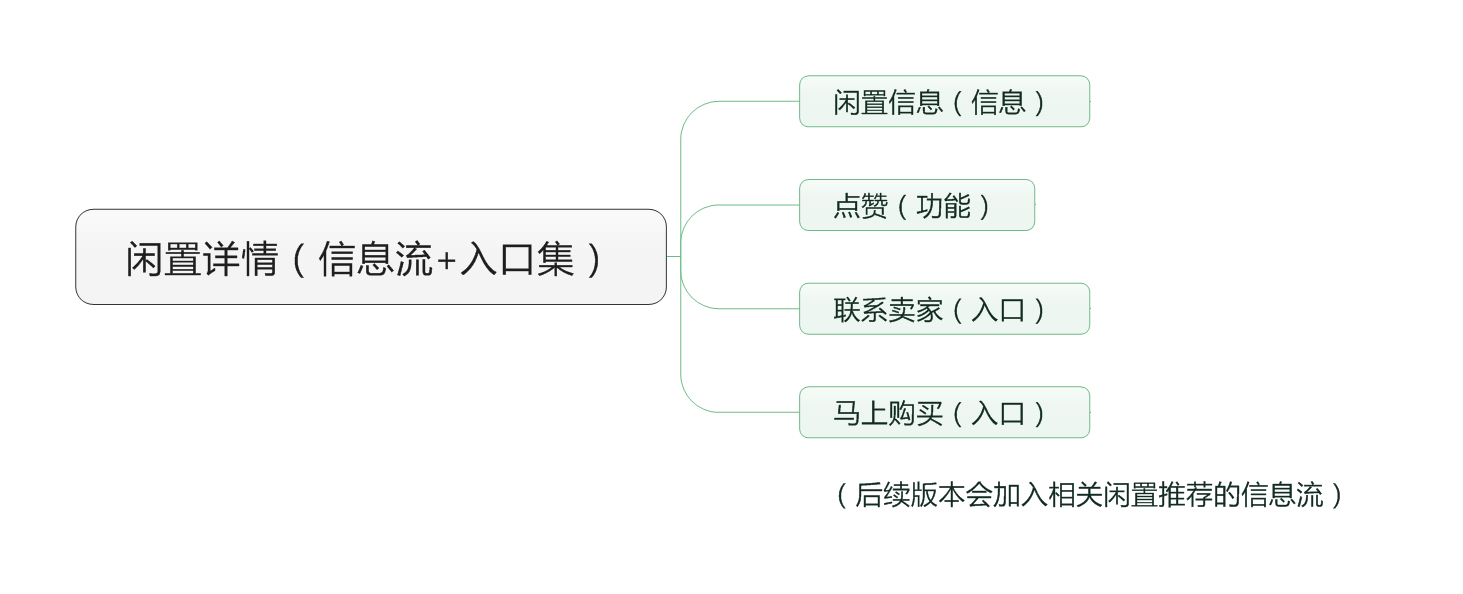 闲置信息（信息）
点赞（功能）
闲置详情（信息流+入口集）
联系卖家（入口）
马上购买（入口）
（后续版本会加入相关闲置推荐的信息流）